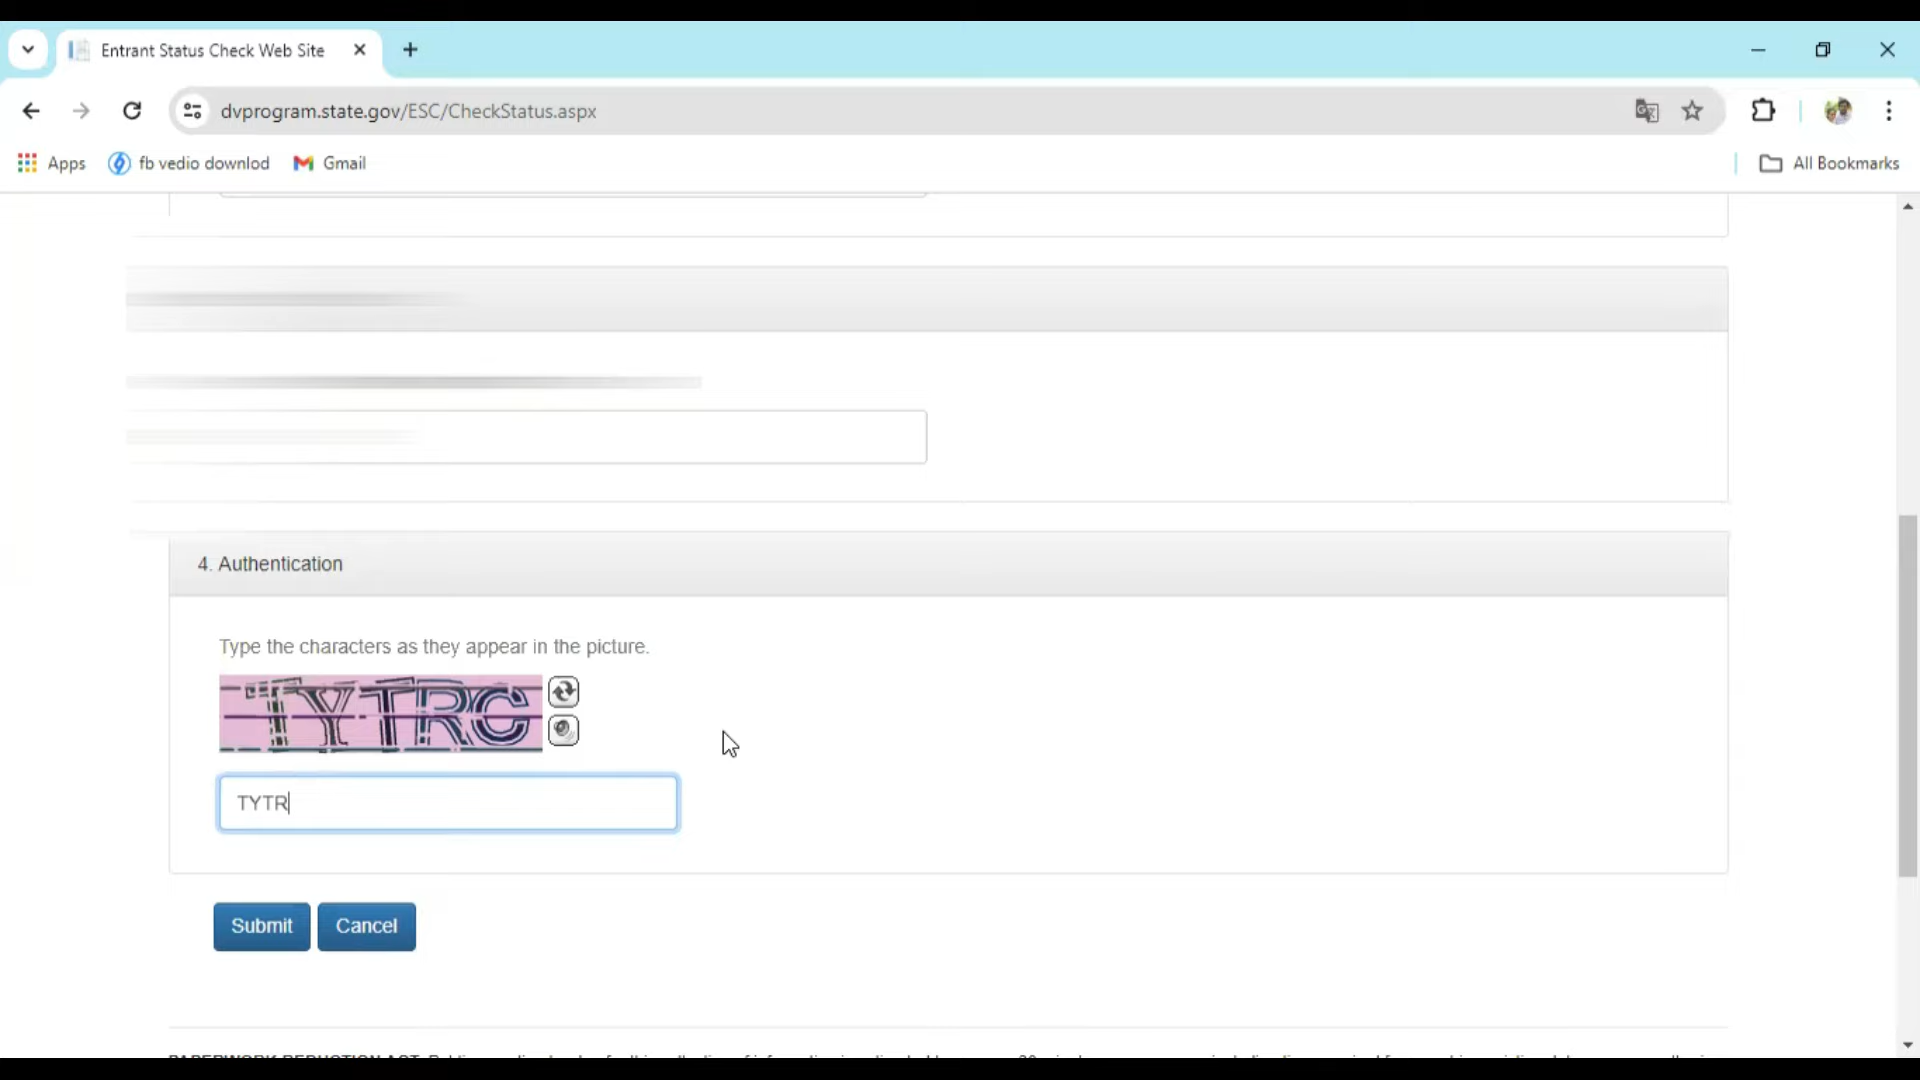 Entrant Status Check Web Site
dvprogram.state.gov/ESC/CheckStatus.aspx
Apps
fb vedio downlod
Gmail
All Bookmarks
4. Authentication
Type the characters as they appear in the picture.
TYTRC
TYTR
Submit
Cancel